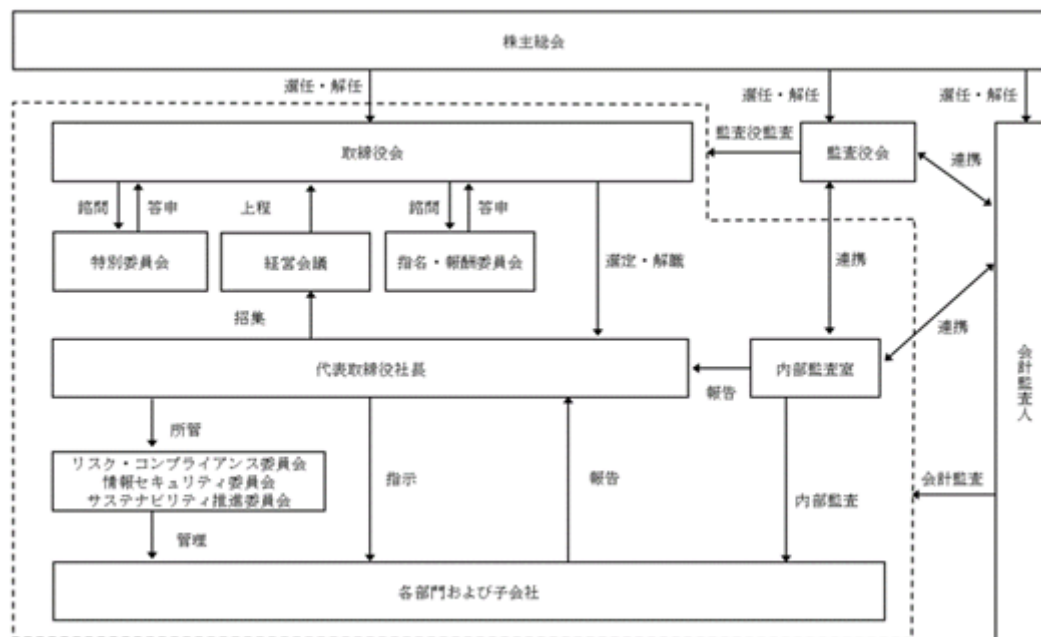 株主総会
選任・解任
選任・解任
選任・解任
取締役会
監査役監査
監査役会
連携
諮問
答申
上程
諮問
答申
特別委員会
経営会議
指名・報酬委員会
選定・解職
連携
招集
連携
代表取締役社長
報告
内部監査室
会計監査人
所管
リスク・コンプライアンス委員会
情報セキュリティ委員会
サステナビリティ推進委員会
指示
報告
内部監査
会計監査
管理
各部門および子会社